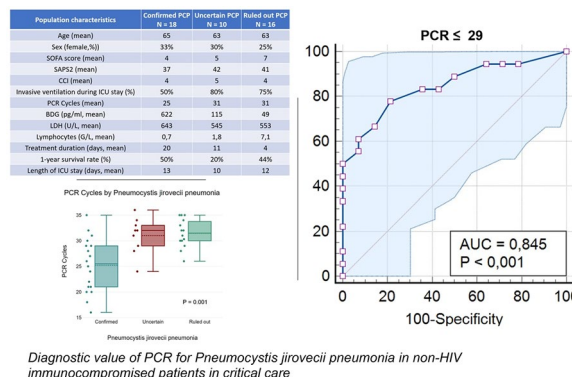 Population characteristics Confirmed PCP N = 18 Uncertain PCP N = 10 Ruled out PCP N = 16
Age (mean) 65 63 63
Sex (female,%)) 33% 30% 25%
SOFA score (mean) 4 5 7
SAPS2 (mean) 37 42 41
CCI (mean) 4 5 4
Invasive ventilation during ICU stay (%) 50% 80% 75%
PCR Cycles (mean) 25 31 31
BDG (pg/ml, mean) 622 115 49
LDH (U/L, mean) 643 545 553
Lymphocytes (G/L, mean) 0,7 1,8 7,1
Treatment duration (days, mean) 20 11 4
1-year survival rate (%) 50% 20% 44%
Length of ICU stay (days, mean) 13 10 12
PCR Cycles by Pneumocystis jirovecii pneumonia
PCR Cycles
35
30
25
20
15
P = 0.001
Confirmed Uncertain Ruled out
Pneumocystis jirovecii pneumonia
PCR ≤ 29
100
80
60
40
20
0
AUC = 0,845
P < 0,001
0 20 40 60 80 100
100-Specificity
Diagnostic value of PCR for Pneumocystis jirovecii pneumonia in non-HIV
immunocompromised patients in critical care